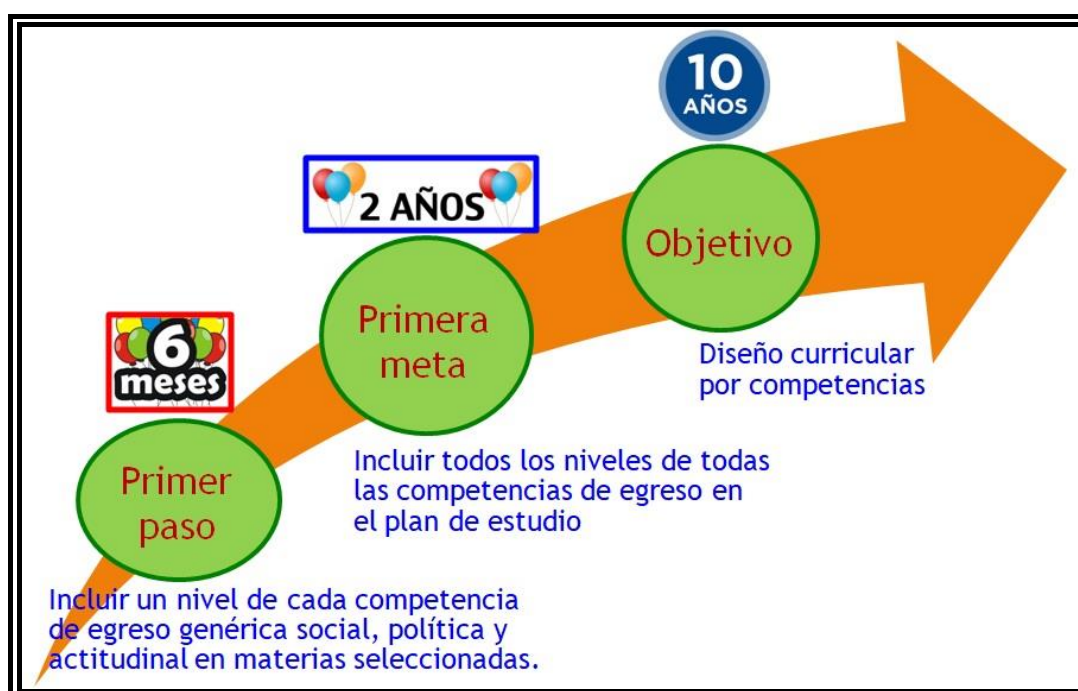 6
meses
Primer
paso
Incluir un nivel de cada competencia
de egreso genérica social, política y
actitudinal en materias seleccionadas.
2 AÑOS
Primera
meta
Incluir todos los niveles de todas
las competencias de egreso en
el plan de estudio
10
AÑOS
Objetivo
Diseño curricular
por competencias